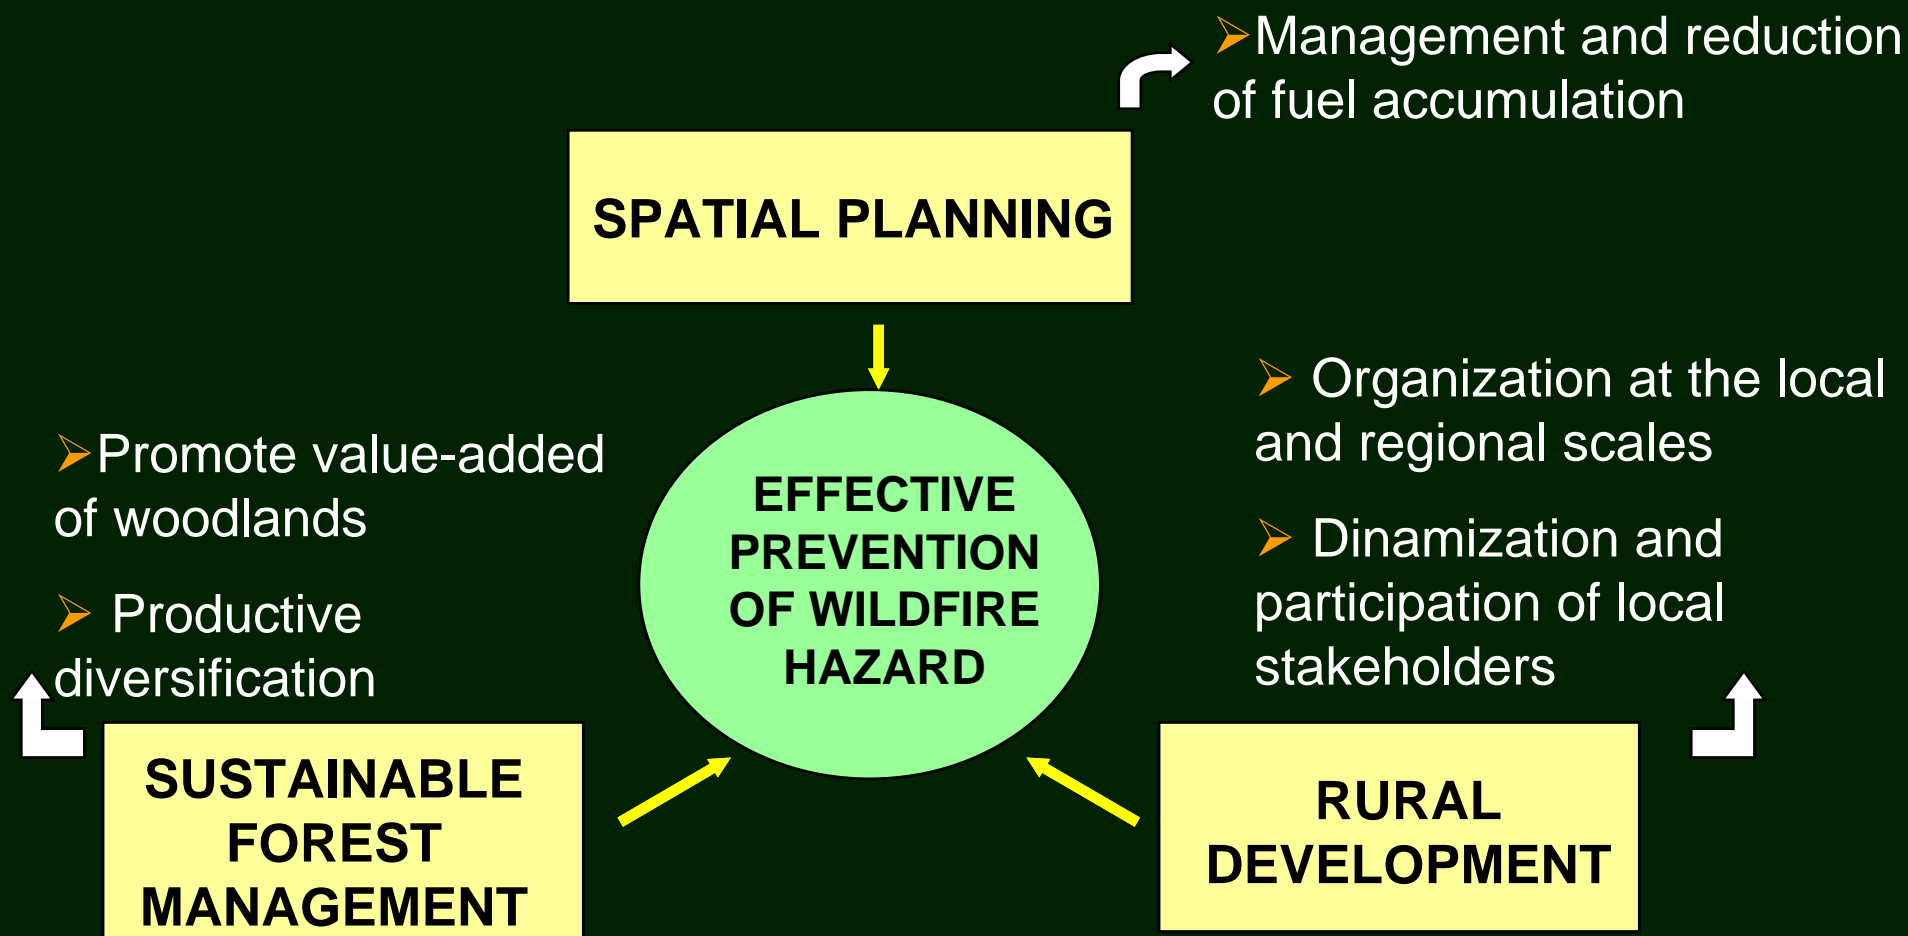 ➢Management and reduction
of fuel accumulation
SPATIAL PLANNING
➢Promote value-added
of woodlands
➢ Productive
diversification
EFFECTIVE
PREVENTION
OF WILDFIRE
HAZARD
➢ Organization at the local
and regional scales
➢ Dinamization and
participation of local
stakeholders
SUSTAINABLE
FOREST
MANAGEMENT
RURAL
DEVELOPMENT